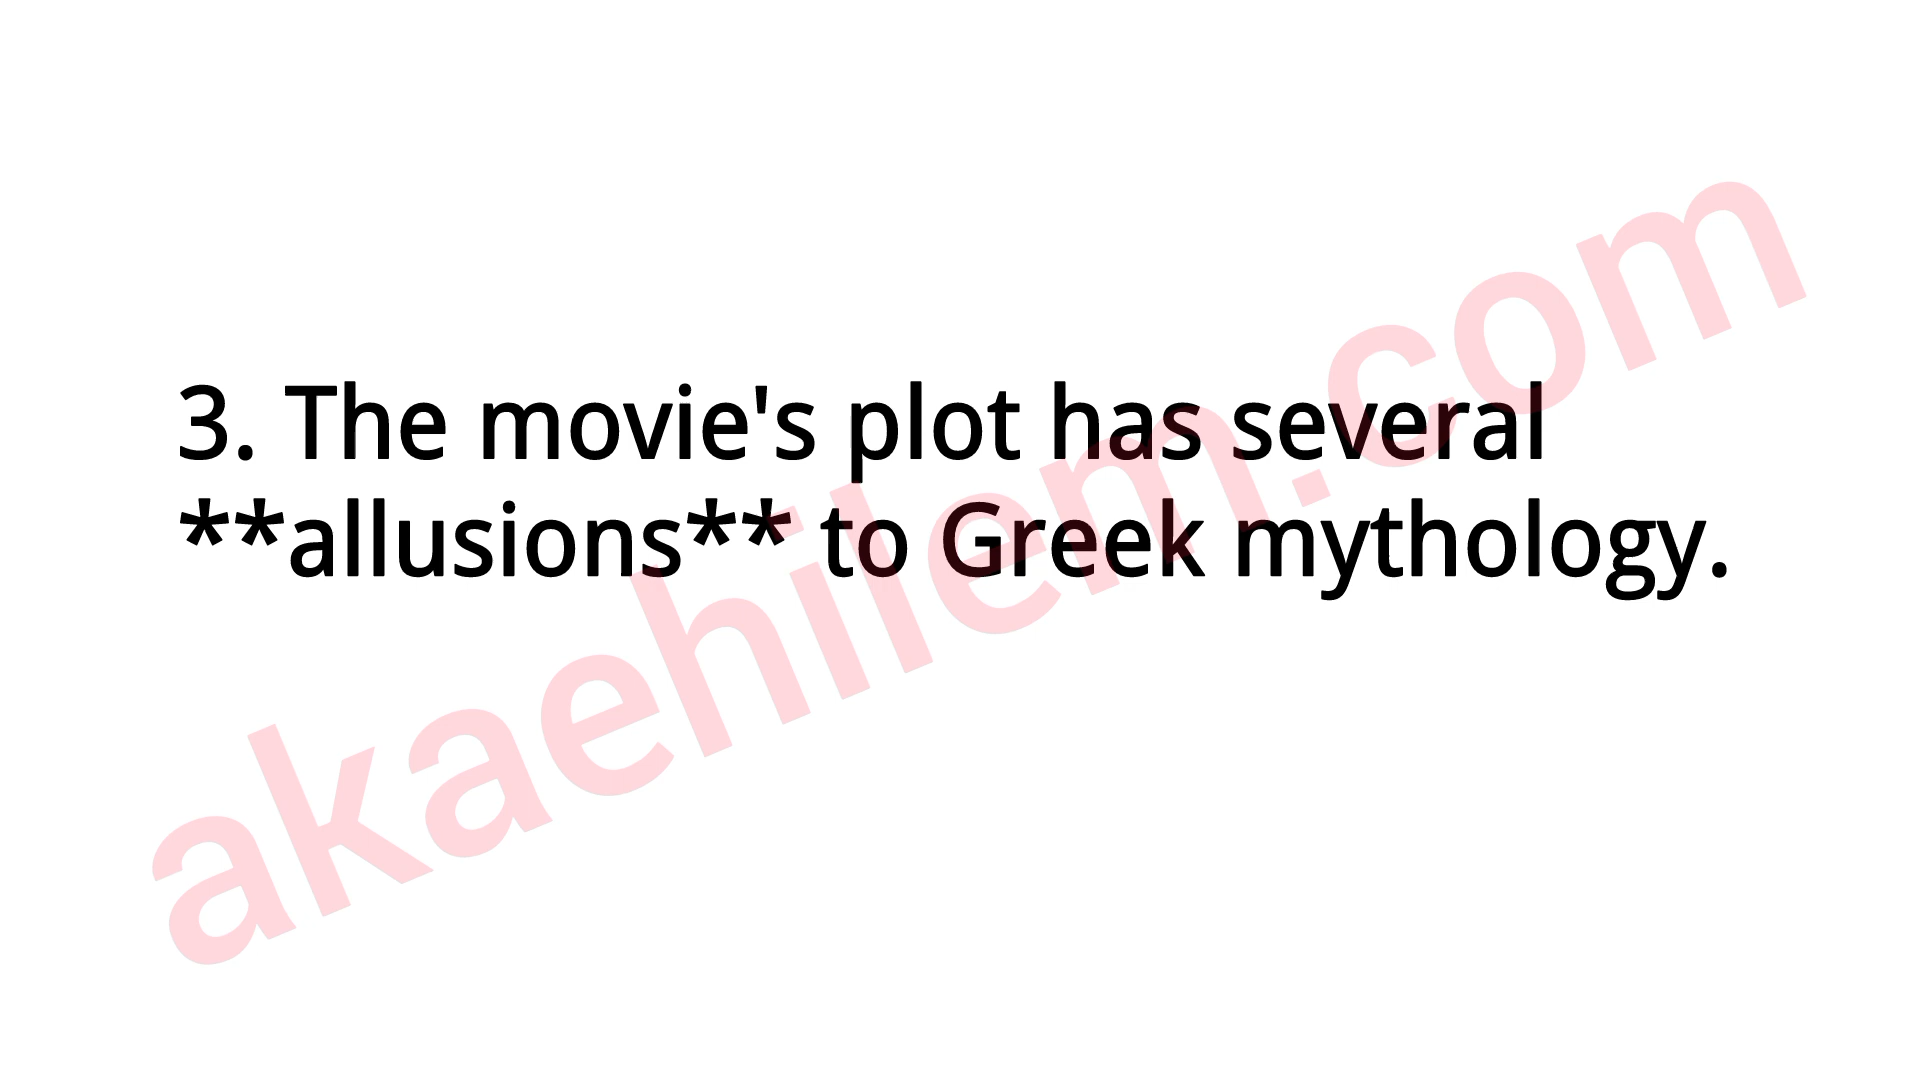 3. The movie's plot has several
**allusions** to Greek mythology.
akaehilem.com